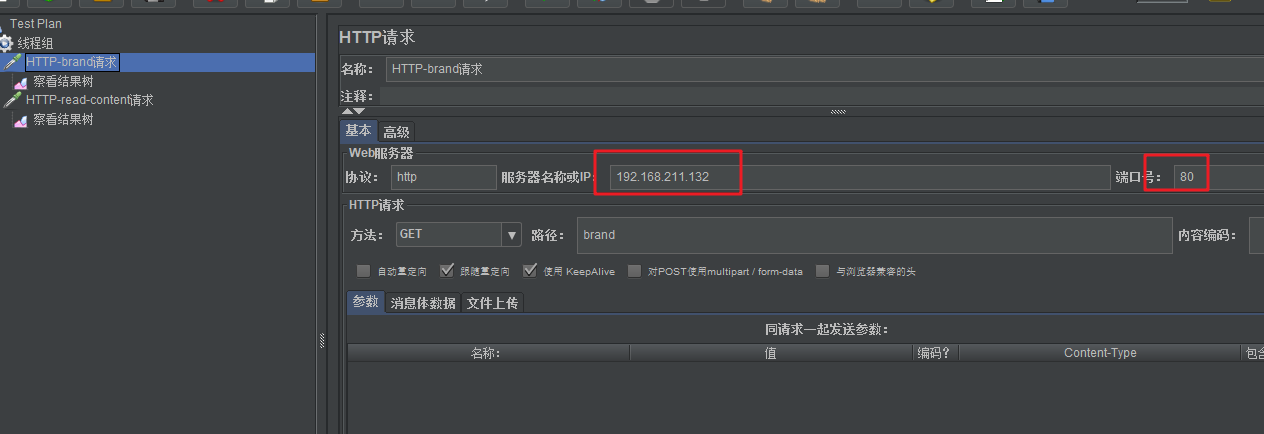 Test Plan
线程组
HTTP-brand请求
察看结果树
HTTP-read-content请求
察看结果树
HTTP请求
名称： HTTP-brand请求
注释：
基本 高级
Web服务器
协议： http 服务器名称或IP： 192.168.211.132 端口号： 80
HTTP请求
方法： GET 路径： brand 内容编码：
自动重定向 跟随重定向 使用 KeepAlive 对POST使用multipart / form-data 与浏览器兼容的头
参数 消息体数据 文件上传
同请求一起发送参数：
名称： 值 编码? Content-Type 包含